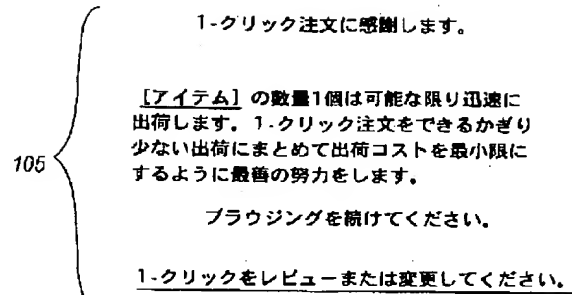 1-クリック注文に感謝します。
[アイテム] の数量1個は可能な限り迅速に
出荷します。1-クリック注文をできるかぎり
少ない出荷にまとめて出荷コストを最小限に
するように最善の努力をします。
105
ブラウジングを続けてください。
1-クリックをレビューまたは変更してください。